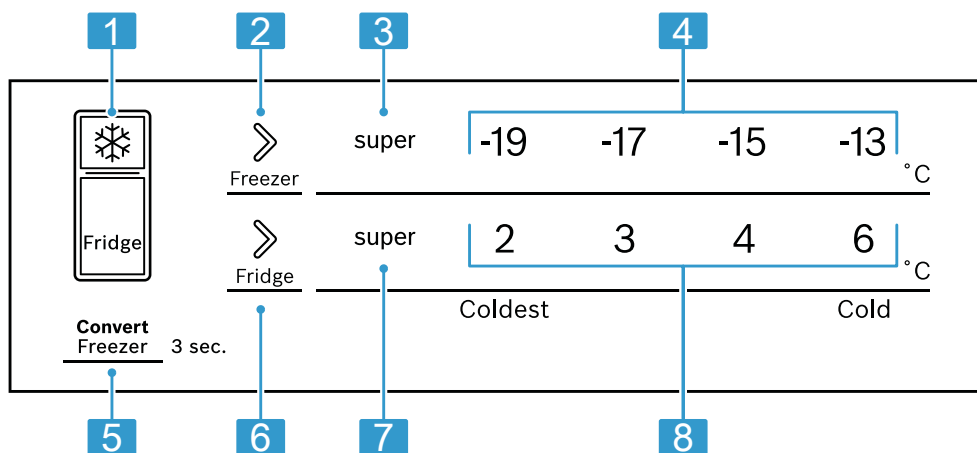 1 2 3 4
super -19 -17 -15 -13
Freezer °C
Fridge super 2 3 4 6
Fridge °C
Coldest Cold
Convert
Freezer 3 sec.
5 6 7 8